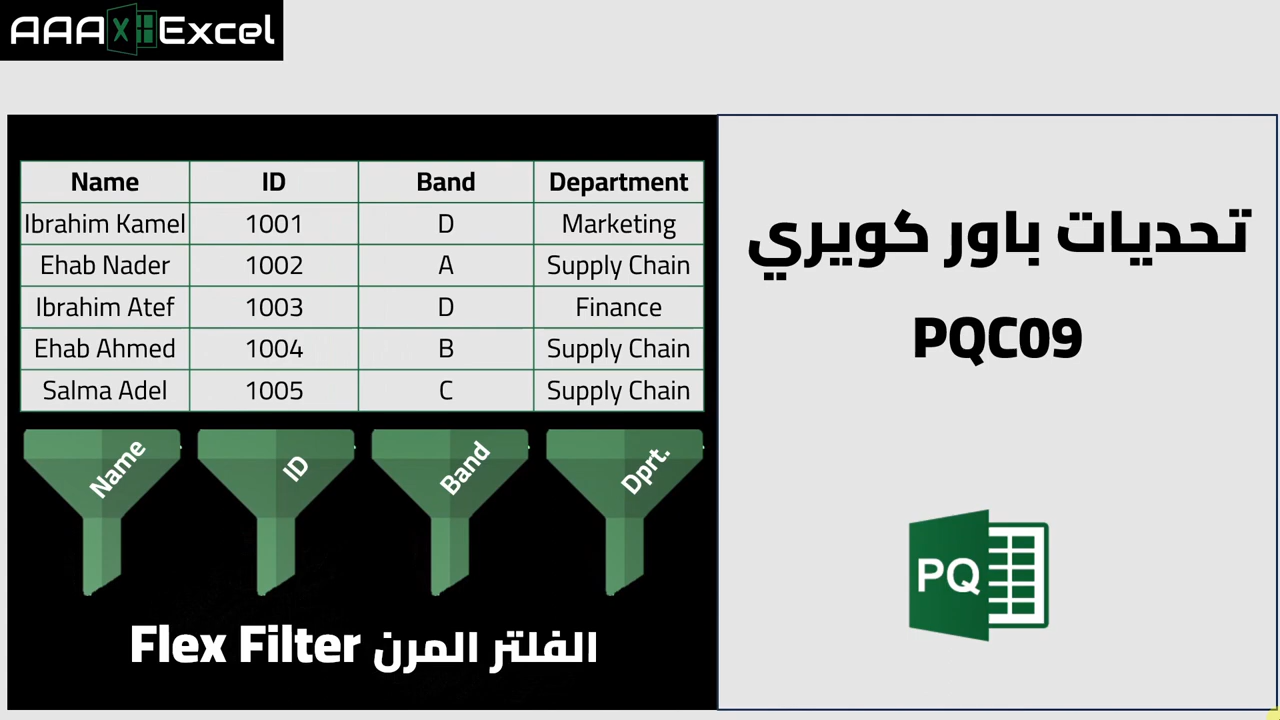 AAA Excel
Name ID Band Department
Ibrahim Kamel 1001 D Marketing
Ehab Nader 1002 A Supply Chain
Ibrahim Atef 1003 D Finance
Ehab Ahmed 1004 B Supply Chain
Salma Adel 1005 C Supply Chain
Name ID Band Dprt.
الفلتر المرن Flex Filter
تحديات باور كويري
PQC09
PQ